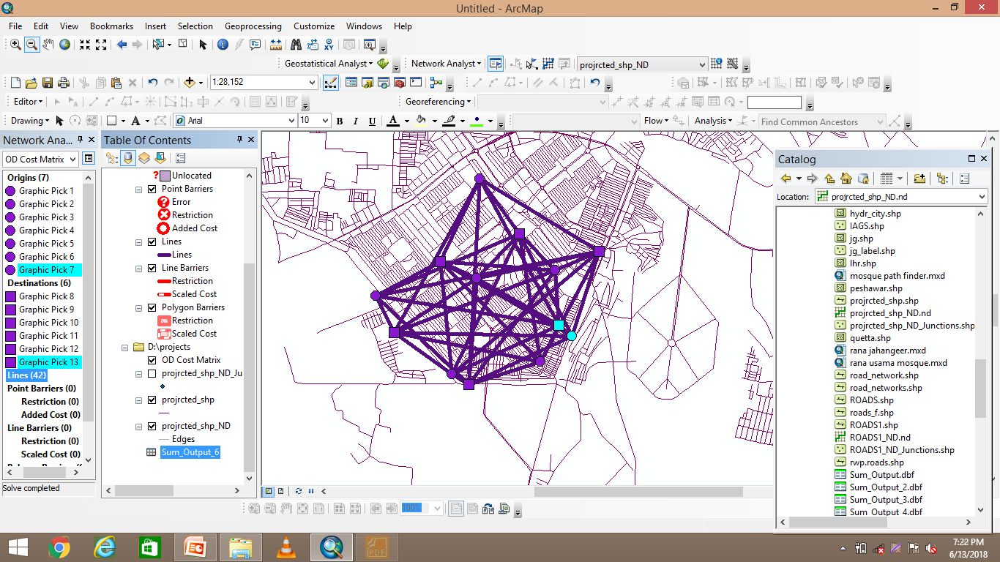 Untitled - ArcMap
File Edit View Bookmarks Insert Selection Geoprocessing Customize Windows Help
Geostatistical Analyst Network Analyst projrcted_shp_ND
1:28,152
Editor Georeferencing
Drawing Arial 10 B I U A Flow Analysis Find Common Ancestors
Network Ana...
OD Cost Matrix
Origins (7)
Graphic Pick 1
Graphic Pick 2
Graphic Pick 3
Graphic Pick 4
Graphic Pick 5
Graphic Pick 6
Graphic Pick 7
Destinations (6)
Graphic Pick 8
Graphic Pick 9
Graphic Pick 10
Graphic Pick 11
Graphic Pick 12
Graphic Pick 13
Lines (42)
Point Barriers (0)
Restriction (0)
Added Cost (0)
Line Barriers (0)
Restriction (0)
Scaled Cost (0)
Solve completed
Table Of Contents
Unlocated
Point Barriers
Error
Restriction
Added Cost
Lines
Lines
Line Barriers
Restriction
Scaled Cost
Polygon Barriers
Restriction
Scaled Cost
D:\projects
OD Cost Matrix
projrcted_shp_ND_Ju
projrcted_shp
projrcted_shp_ND
Edges
Sum_Output_6
100%
Catalog
Location: projrcted_shp_ND.nd
hydr_city.shp
IAGS.shp
jg.shp
jg_label.shp
lhr.shp
mosque path finder.mxd
peshawar.shp
projrcted_shp.shp
projrcted_shp_ND.nd
projrcted_shp_ND_Junctions.shp
quetta.shp
rana jahangeer.mxd
rana usama mosque.mxd
road_network.shp
road_networks.shp
ROADS.shp
roads_f.shp
ROADS1.shp
ROADS1_ND.nd
ROADS1_ND_Junctions.shp
rwp.roads.shp
Sum_Output.dbf
Sum_Output_2.dbf
Sum_Output_3.dbf
Sum_Output_4.dbf
7:22 PM
6/13/2018